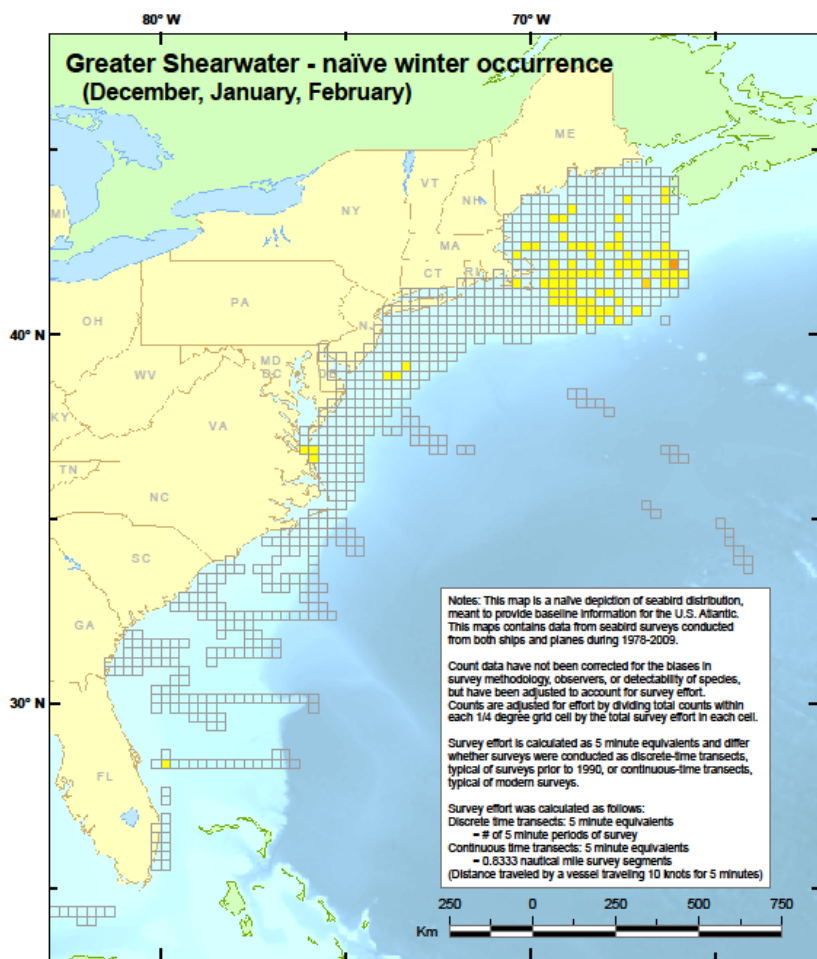 80° W 70° W
Greater Shearwater - naïve winter occurrence
(December, January, February)
ME
VT
NH
MI
NY
MA
CT RI
PA
40° N
OH
NJ
MD
DC DE
WV
KY
VA
TN
NC
SC
GA
Notes: This map is a naïve depiction of seabird distribution,
meant to provide baseline information for the U.S. Atlantic.
This maps contains data from seabird surveys conducted
from both ships and planes during 1978-2009.
Count data have not been corrected for the biases in
survey methodology, observers, or detectability of species,
but have been adjusted to account for survey effort.
Counts are adjusted for effort by dividing total counts within
each 1/4 degree grid cell by the total survey effort in each cell.
30° N
Survey effort is calculated as 5 minute equivalents and differ
whether surveys were conducted as discrete-time transects,
typical of surveys prior to 1990, or continuous-time transects,
typical of modern surveys.
FL
Survey effort was calculated as follows:
Discrete time transects: 5 minute equivalents
= # of 5 minute periods of survey
Continuous time transects: 5 minute equivalents
= 0.8333 nautical mile survey segments
(Distance traveled by a vessel traveling 10 knots for 5 minutes)
250 0 250 500 750
Km